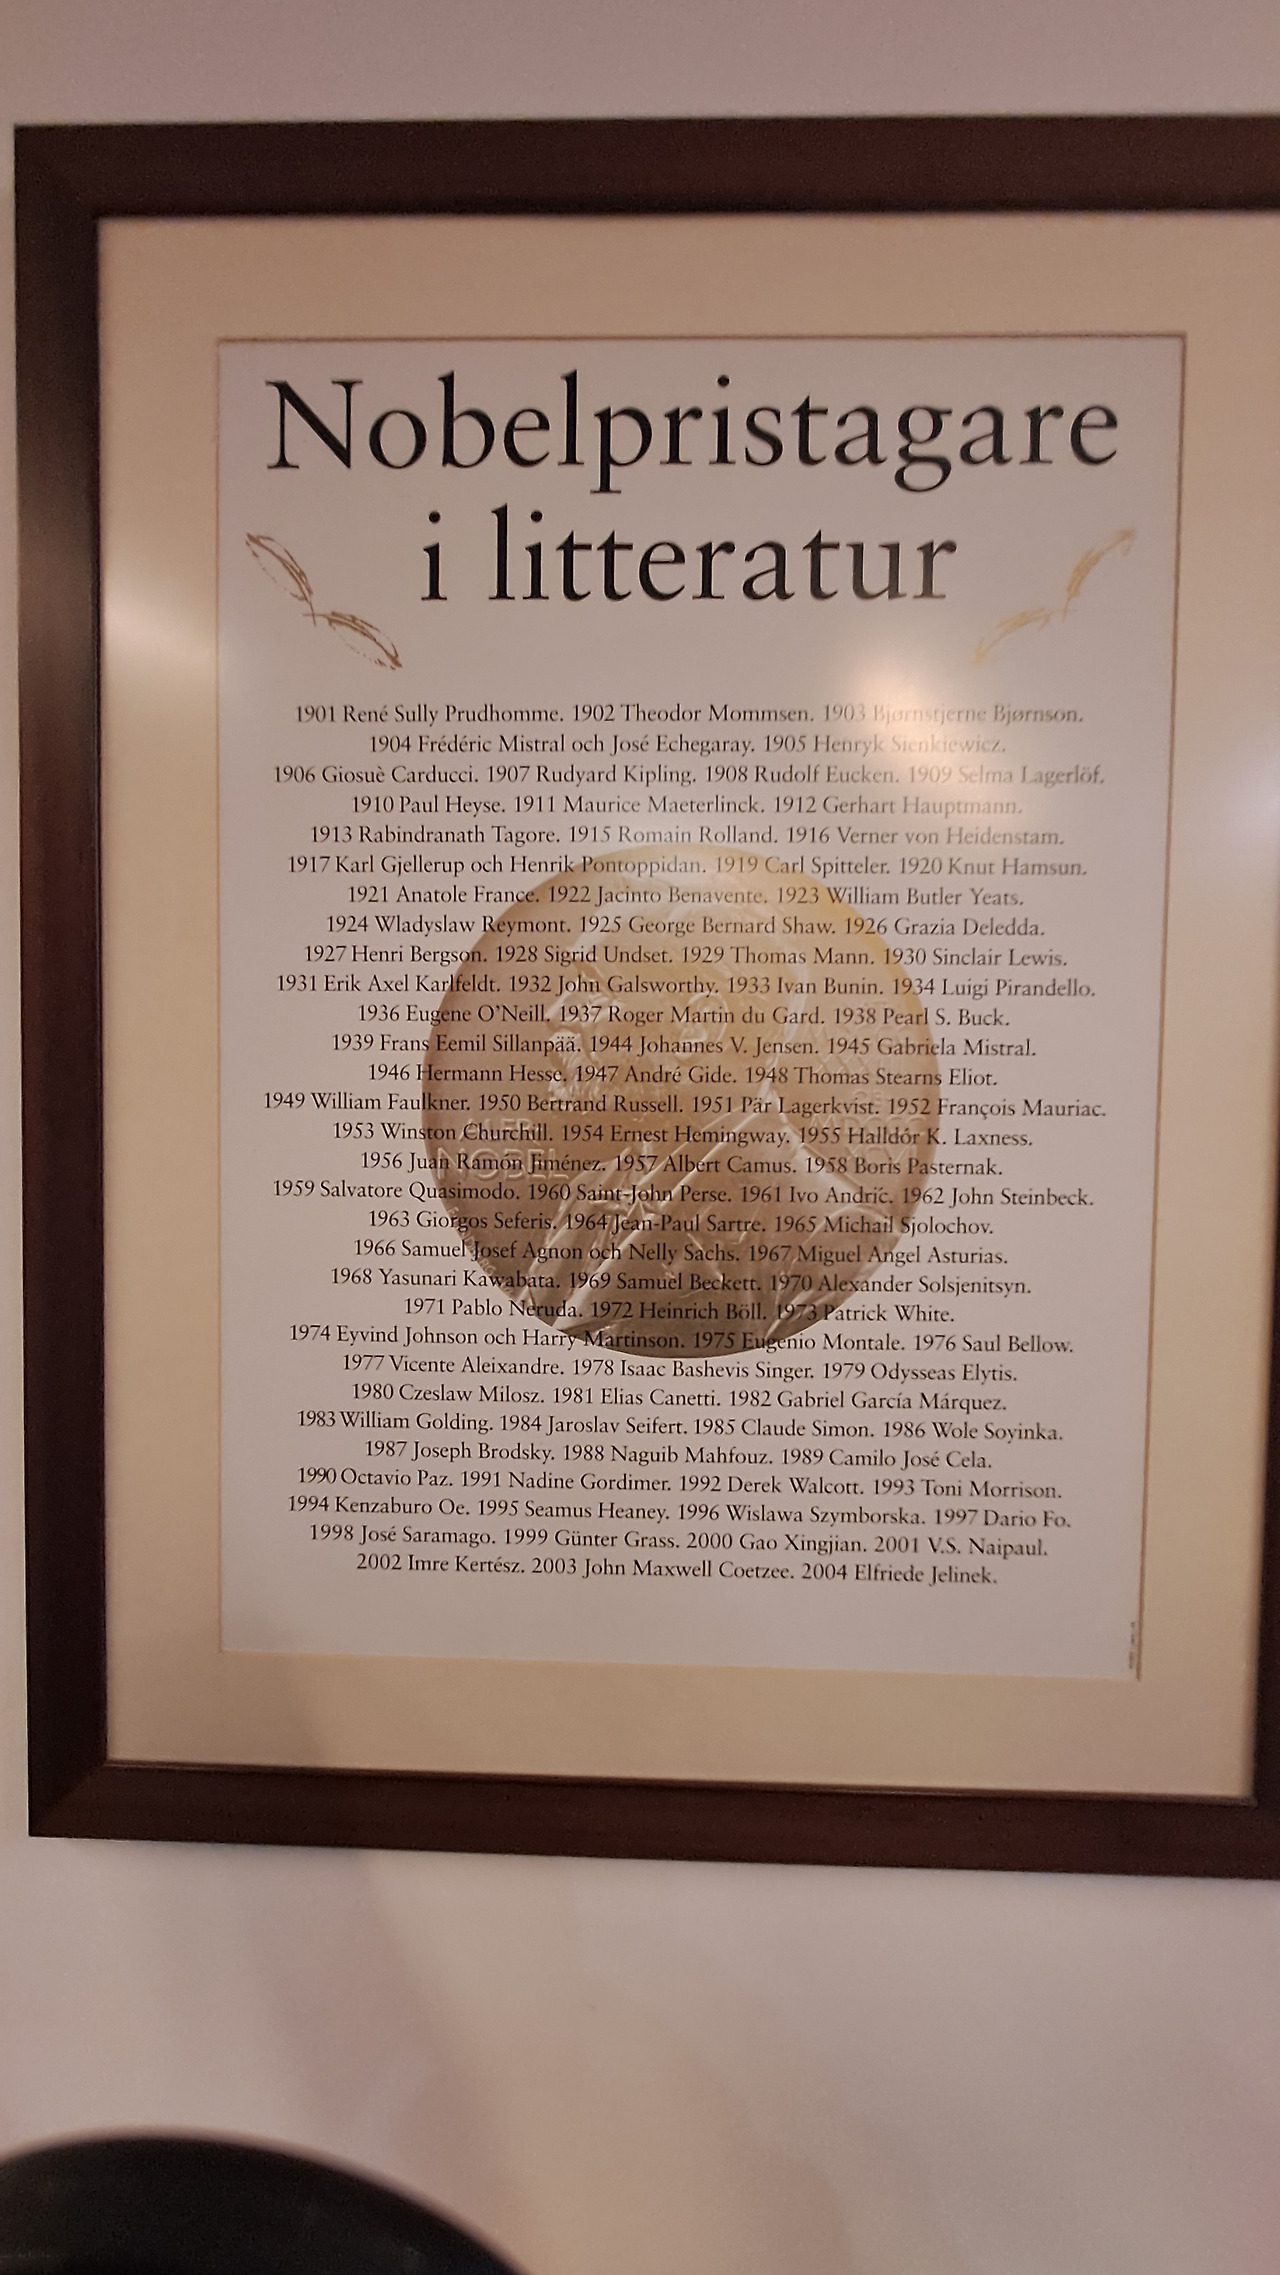 Nobelpristagare
i litteratur
1901 René Sully Prudhomme. 1902 Theodor Mommsen. 1903 Bjørnstjerne Bjørnson.
1904 Frédéric Mistral och José Echegaray. 1905 Henryk Sienkiewicz.
1906 Giosuè Carducci. 1907 Rudyard Kipling. 1908 Rudolf Eucken. 1909 Selma Lagerlöf.
1910 Paul Heyse. 1911 Maurice Maeterlinck. 1912 Gerhart Hauptmann.
1913 Rabindranath Tagore. 1915 Romain Rolland. 1916 Verner von Heidenstam.
1917 Karl Gjellerup och Henrik Pontoppidan. 1919 Carl Spitteler. 1920 Knut Hamsun.
1921 Anatole France. 1922 Jacinto Benavente. 1923 William Butler Yeats.
1924 Wladyslaw Reymont. 1925 George Bernard Shaw. 1926 Grazia Deledda.
1927 Henri Bergson. 1928 Sigrid Undset. 1929 Thomas Mann. 1930 Sinclair Lewis.
1931 Erik Axel Karlfeldt. 1932 John Galsworthy. 1933 Ivan Bunin. 1934 Luigi Pirandello.
1936 Eugene O'Neill. 1937 Roger Martin du Gard. 1938 Pearl S. Buck.
1939 Frans Eemil Sillanpää. 1944 Johannes V. Jensen. 1945 Gabriela Mistral.
1946 Hermann Hesse. 1947 André Gide. 1948 Thomas Stearns Eliot.
1949 William Faulkner. 1950 Bertrand Russell. 1951 Pär Lagerkvist. 1952 François Mauriac.
1953 Winston Churchill. 1954 Ernest Hemingway. 1955 Halldór K. Laxness.
1956 Juan Ramón Jiménez. 1957 Albert Camus. 1958 Boris Pasternak.
1959 Salvatore Quasimodo. 1960 Saint-John Perse. 1961 Ivo Andrić. 1962 John Steinbeck.
1963 Giorgos Seferis. 1964 Jean-Paul Sartre. 1965 Michail Sjolochov.
1966 Samuel Josef Agnon och Nelly Sachs. 1967 Miguel Angel Asturias.
1968 Yasunari Kawabata. 1969 Samuel Beckett. 1970 Alexander Solsjenitsyn.
1971 Pablo Neruda. 1972 Heinrich Böll. 1973 Patrick White.
1974 Eyvind Johnson och Harry Martinson. 1975 Eugenio Montale. 1976 Saul Bellow.
1977 Vicente Aleixandre. 1978 Isaac Bashevis Singer. 1979 Odysseas Elytis.
1980 Czeslaw Milosz. 1981 Elias Canetti. 1982 Gabriel García Márquez.
1983 William Golding. 1984 Jaroslav Seifert. 1985 Claude Simon. 1986 Wole Soyinka.
1987 Joseph Brodsky. 1988 Naguib Mahfouz. 1989 Camilo José Cela.
1990 Octavio Paz. 1991 Nadine Gordimer. 1992 Derek Walcott. 1993 Toni Morrison.
1994 Kenzaburo Oe. 1995 Seamus Heaney. 1996 Wislawa Szymborska. 1997 Dario Fo.
1998 José Saramago. 1999 Günter Grass. 2000 Gao Xingjian. 2001 V.S. Naipaul.
2002 Imre Kertész. 2003 John Maxwell Coetzee. 2004 Elfriede Jelinek.
NOBEL